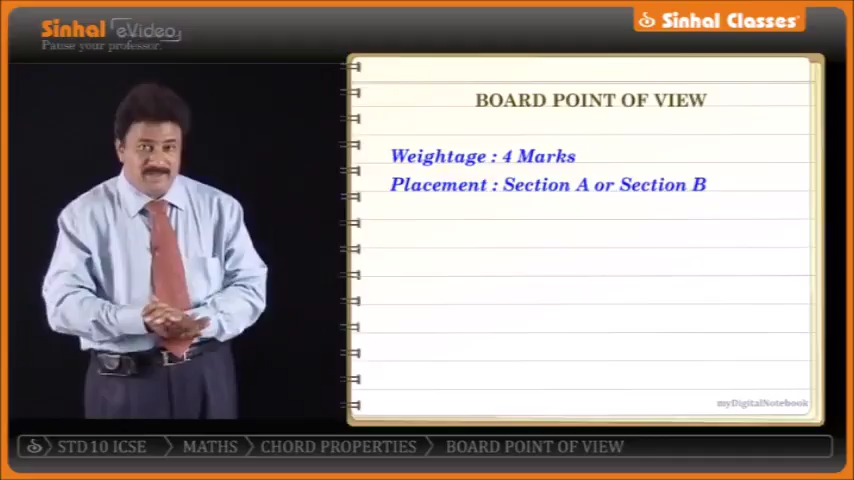 Sinhal eVideo
Pause your professor.
Sinhal Classes
BOARD POINT OF VIEW
Weightage : 4 Marks
Placement : Section A or Section B
myDigitalNotebook
STD 10 ICSE
MATHS
CHORD PROPERTIES
BOARD POINT OF VIEW